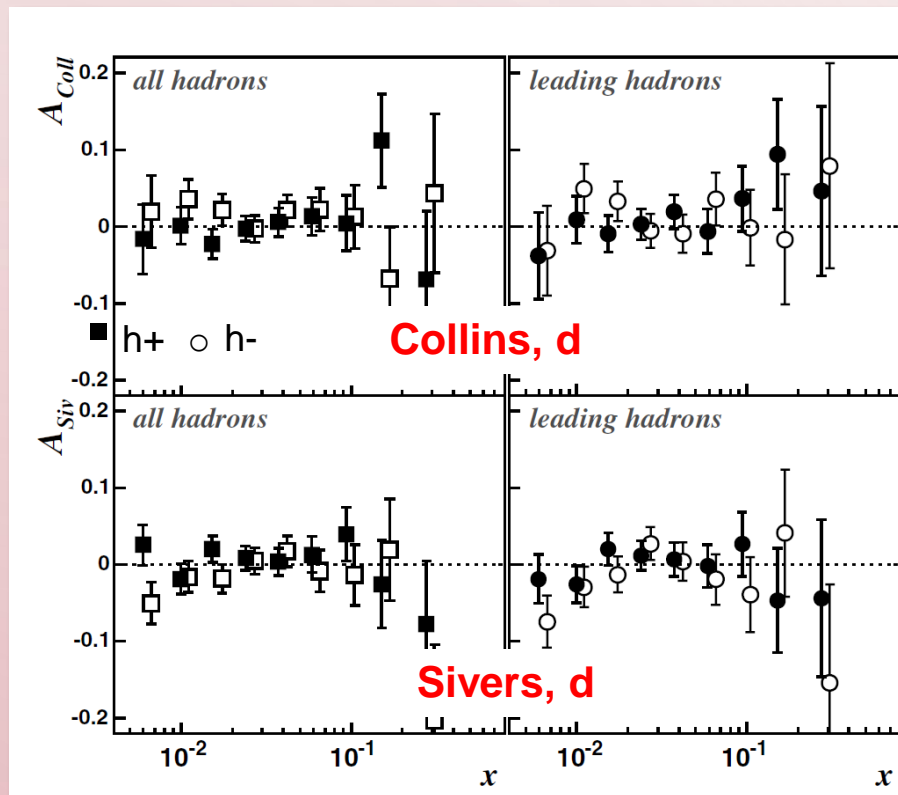 A_Coll
0.2
0.1
0
-0.1
-0.2
all hadrons
leading hadrons
h+ h-
Collins, d
A_Siv
0.2
0.1
0
-0.1
-0.2
all hadrons
leading hadrons
Sivers, d
10^-2 10^-1 10^-2 10^-1
x x